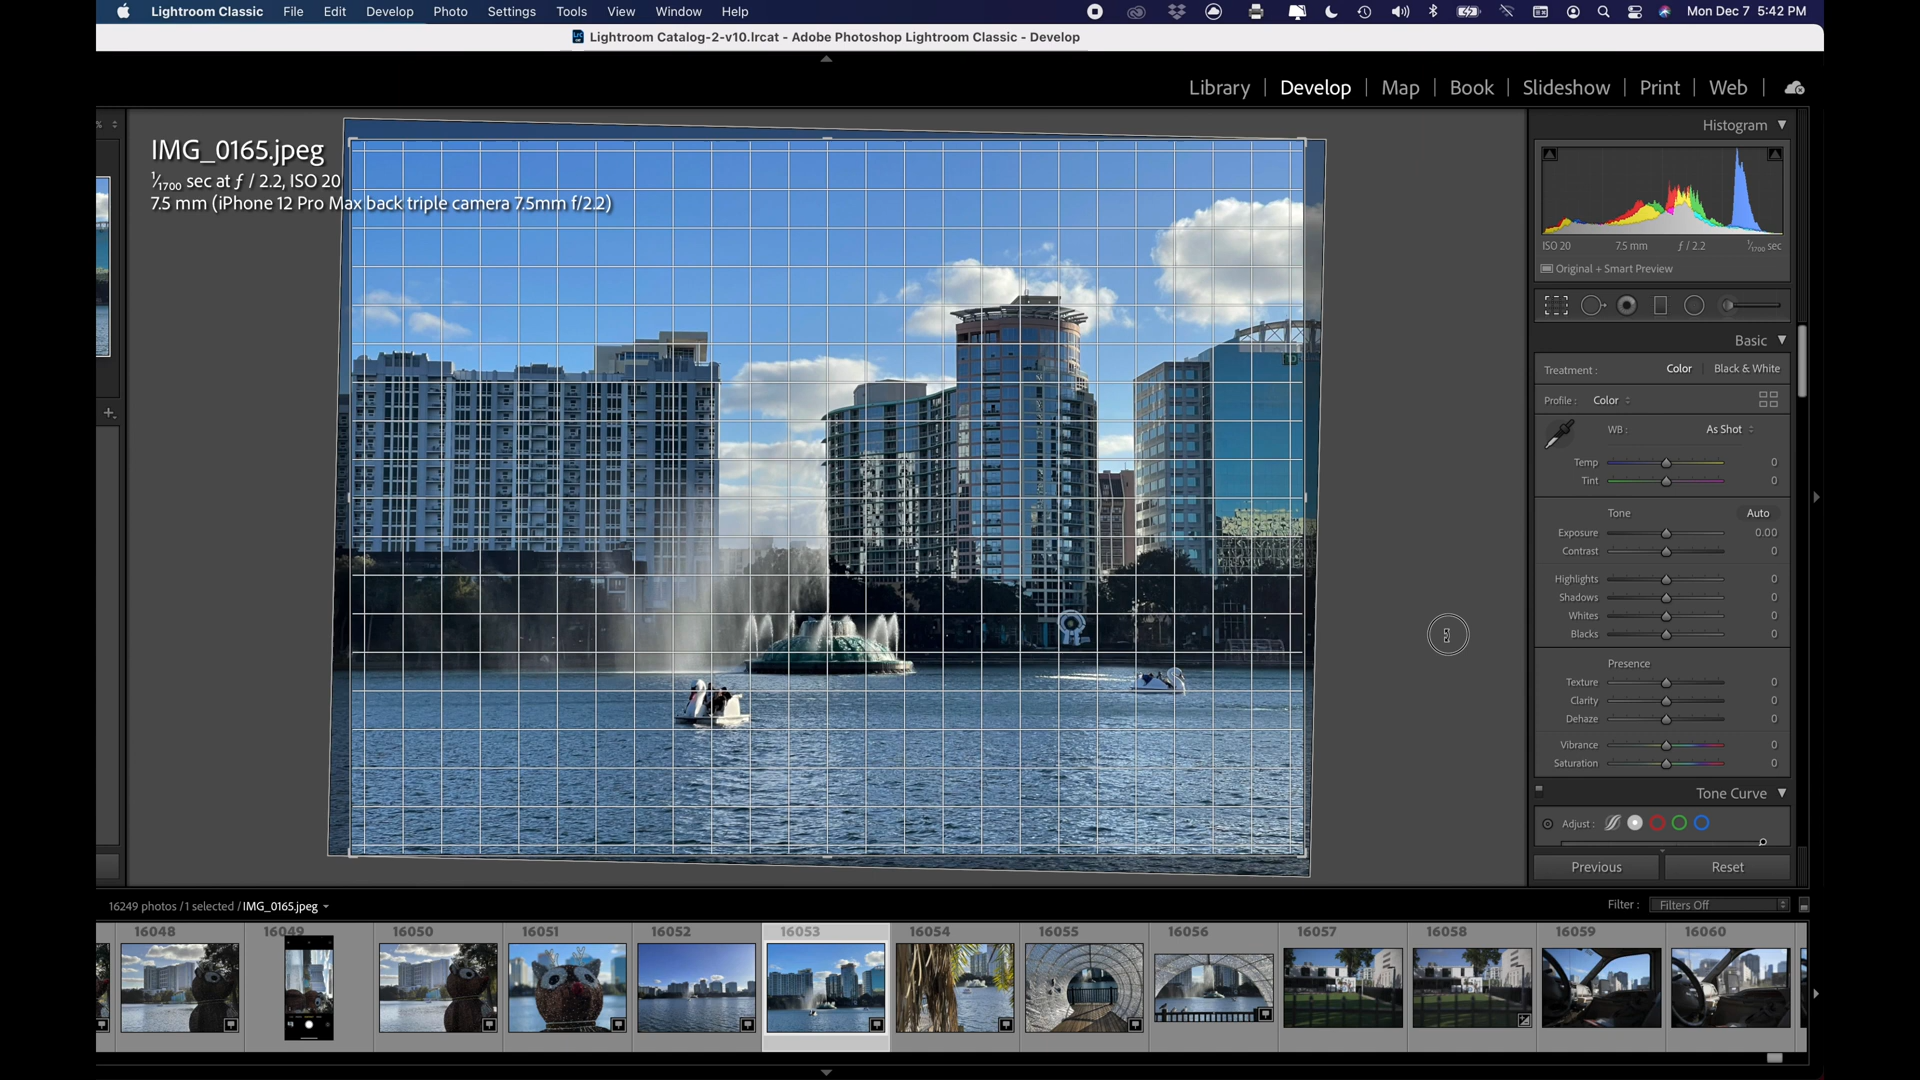 Lightroom Classic File Edit Develop Photo Settings Tools View Window Help Mon Dec 7 5:42 PM
Lightroom Catalog-2-v10.lrcat - Adobe Photoshop Lightroom Classic - Develop
Library | Develop | Map | Book | Slideshow | Print | Web
IMG_0165.jpeg
1/1700 sec at ƒ / 2.2, ISO 20
7.5 mm (iPhone 12 Pro Max back triple camera 7.5mm f/2.2)
Histogram
ISO 20 7.5 mm ƒ / 2.2 1/1700 sec
Original + Smart Preview
Basic
Treatment : Color | Black & White
Profile : Color
WB : As Shot
Temp 0
Tint 0
Tone Auto
Exposure 0.00
Contrast 0
Highlights 0
Shadows 0
Whites 0
Blacks 0
Presence
Texture 0
Clarity 0
Dehaze 0
Vibrance 0
Saturation 0
Tone Curve
Adjust :
Previous Reset
16249 photos / 1 selected / IMG_0165.jpeg
Filter : Filters Off
16048 16049 16050 16051 16052 16053 16054 16055 16056 16057 16058 16059 16060